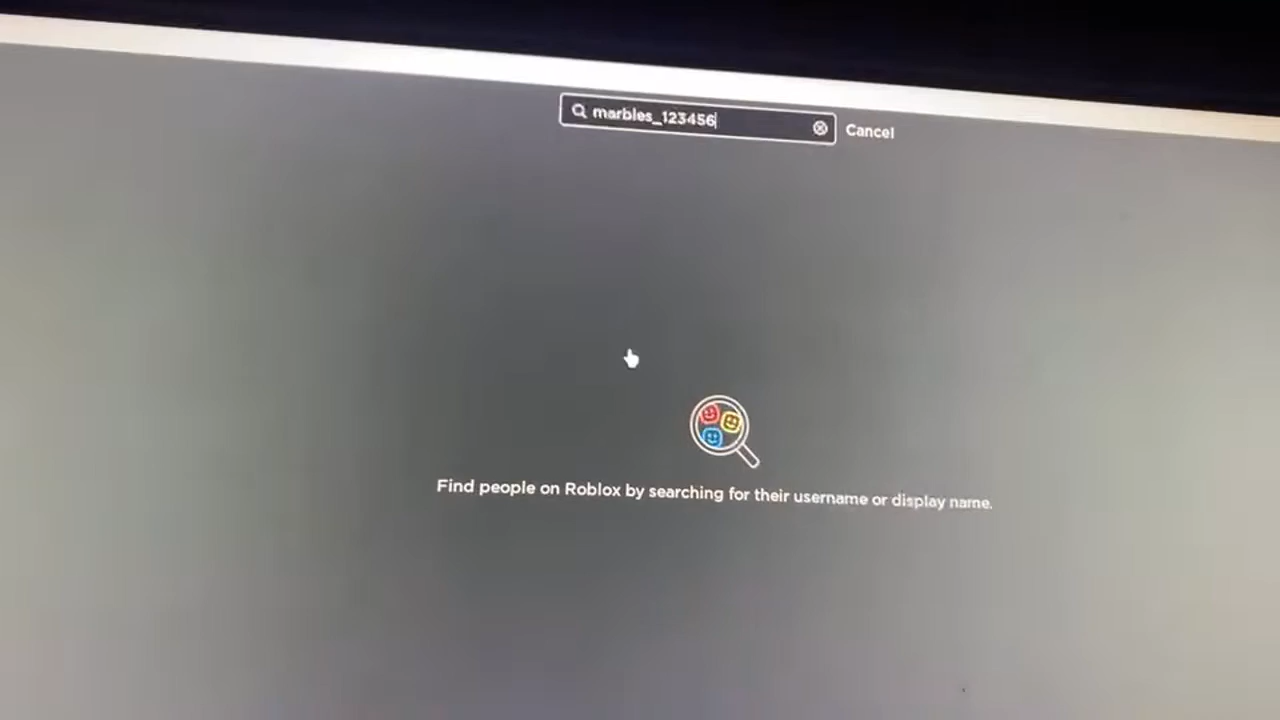 marbles_123456
Cancel
Find people on Roblox by searching for their username or display name.